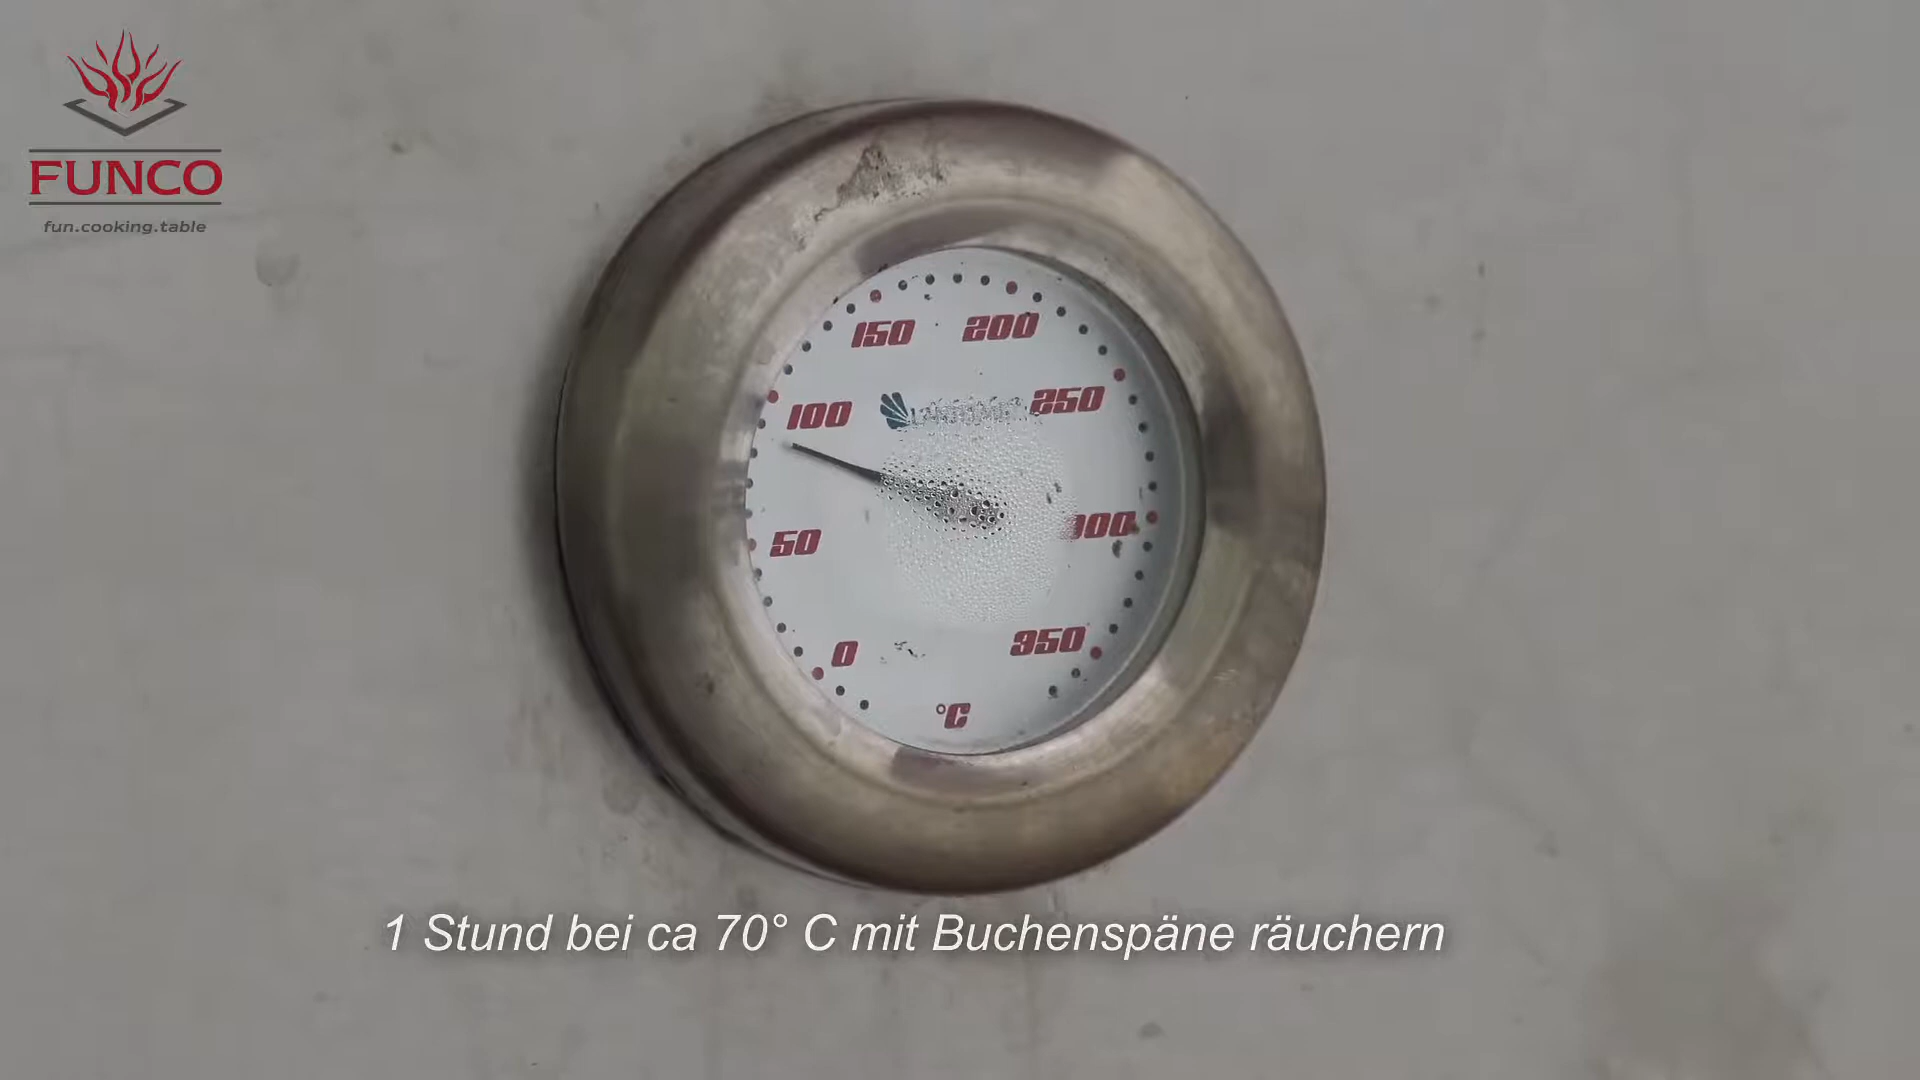 FUNCO
fun.cooking.table
150 200
100 250
50
0 350
°C
1 Stund bei ca 70° C mit Buchenspäne räuchern